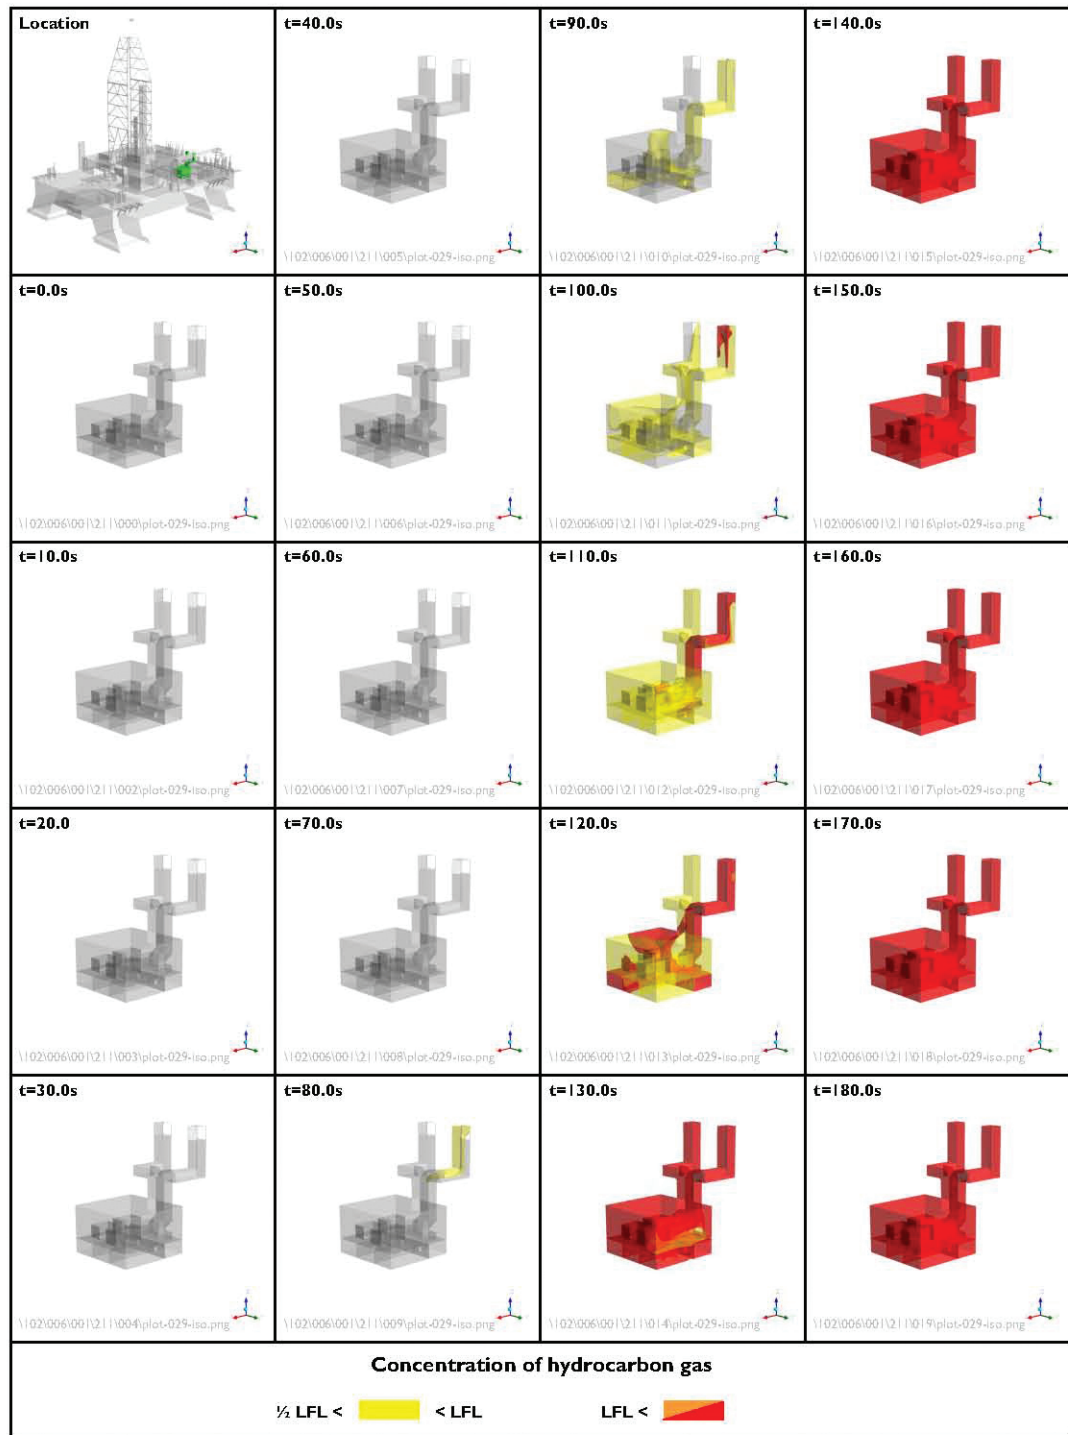 Location
t=40.0s
t=90.0s
t=140.0s
\102\006\001\211\005\plot-029-iso.png
\102\006\001\211\010\plot-029-iso.png
\102\006\001\211\015\plot-029-iso.png
t=0.0s
t=50.0s
t=100.0s
t=150.0s
\102\006\001\211\000\plot-029-iso.png
\102\006\001\211\006\plot-029-iso.png
\102\006\001\211\011\plot-029-iso.png
\102\006\001\211\016\plot-029-iso.png
t=10.0s
t=60.0s
t=110.0s
t=160.0s
\102\006\001\211\002\plot-029-iso.png
\102\006\001\211\007\plot-029-iso.png
\102\006\001\211\012\plot-029-iso.png
\102\006\001\211\017\plot-029-iso.png
t=20.0
t=70.0s
t=120.0s
t=170.0s
\102\006\001\211\003\plot-029-iso.png
\102\006\001\211\008\plot-029-iso.png
\102\006\001\211\013\plot-029-iso.png
\102\006\001\211\018\plot-029-iso.png
t=30.0s
t=80.0s
t=130.0s
t=180.0s
\102\006\001\211\004\plot-029-iso.png
\102\006\001\211\009\plot-029-iso.png
\102\006\001\211\014\plot-029-iso.png
\102\006\001\211\019\plot-029-iso.png
Concentration of hydrocarbon gas
½ LFL < < LFL LFL <